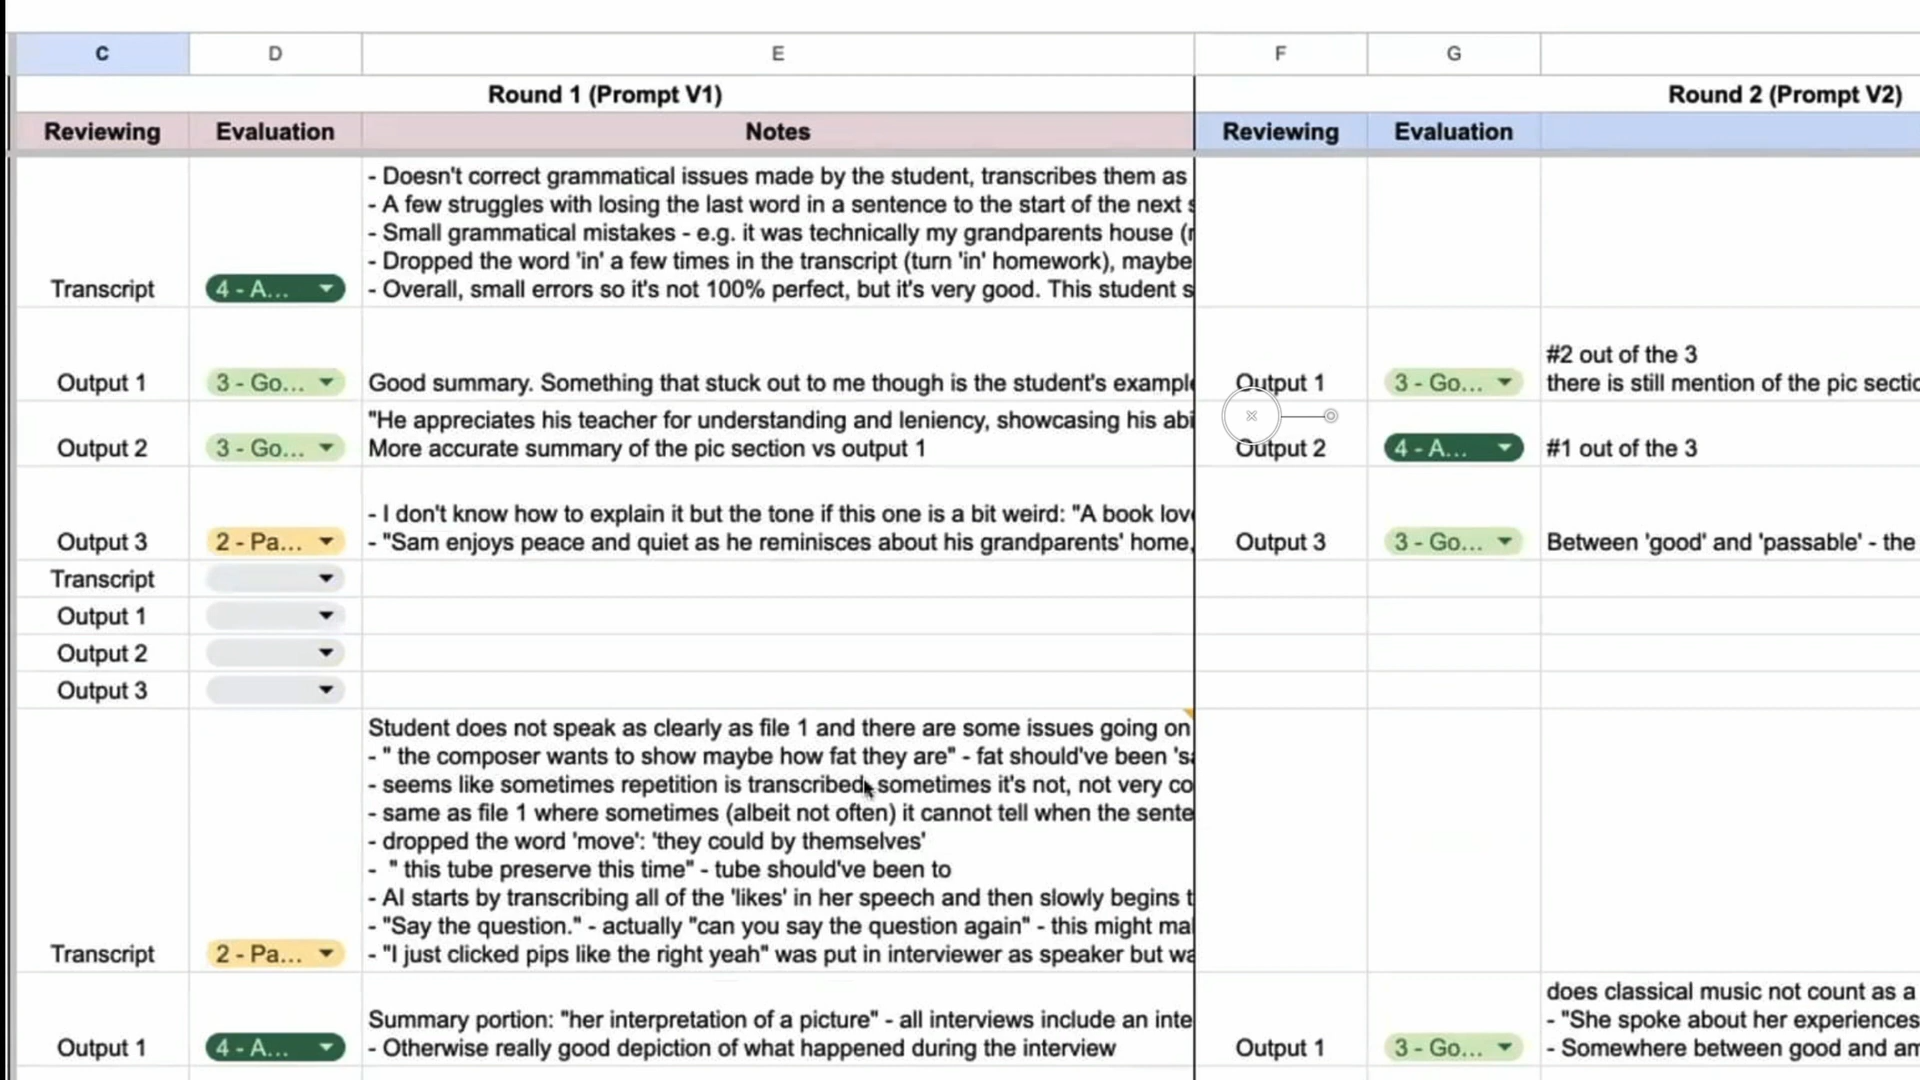 C D E F G
Round 1 (Prompt V1) Round 2 (Prompt V2)
Reviewing Evaluation Notes Reviewing Evaluation
- Doesn't correct grammatical issues made by the student, transcribes them as
- A few struggles with losing the last word in a sentence to the start of the next
- Small grammatical mistakes - e.g. it was technically my grandparents house (
- Dropped the word 'in' a few times in the transcript (turn 'in' homework), maybe
Transcript 4 - A... - Overall, small errors so it's not 100% perfect, but it's very good. This student
#2 out of the 3
Output 1 3 - Go... Good summary. Something that stuck out to me though is the student's Output 1 3 - Go... there is still mention of the pic
"He appreciates his teacher for understanding and leniency, showcasing his
Output 2 3 - Go... More accurate summary of the pic section vs output 1 Output 2 4 - A... #1 out of the 3
- I don't know how to explain it but the tone if this one is a bit weird: "A book
Output 3 2 - Pa... - "Sam enjoys peace and quiet as he reminisces about his grandparents' home, Output 3 3 - Go... Between 'good' and 'passable' - the
Transcript
Output 1
Output 2
Output 3
Student does not speak as clearly as file 1 and there are some issues going on
- " the composer wants to show maybe how fat they are" - fat should've been
- seems like sometimes repetition is transcribed, sometimes it's not, not very
- same as file 1 where sometimes (albeit not often) it cannot tell when the
- dropped the word 'move': 'they could by themselves'
- " this tube preserve this time" - tube should've been to
- AI starts by transcribing all of the 'likes' in her speech and then slowly begins
- "Say the question." - actually "can you say the question again" - this might
Transcript 2 - Pa... - "I just clicked pips like the right yeah" was put in interviewer as speaker but
does classical music not count as a
Summary portion: "her interpretation of a picture" - all interviews include an - "She spoke about her experiences
Output 1 4 - A... - Otherwise really good depiction of what happened during the interview Output 1 3 - Go... - Somewhere between good and